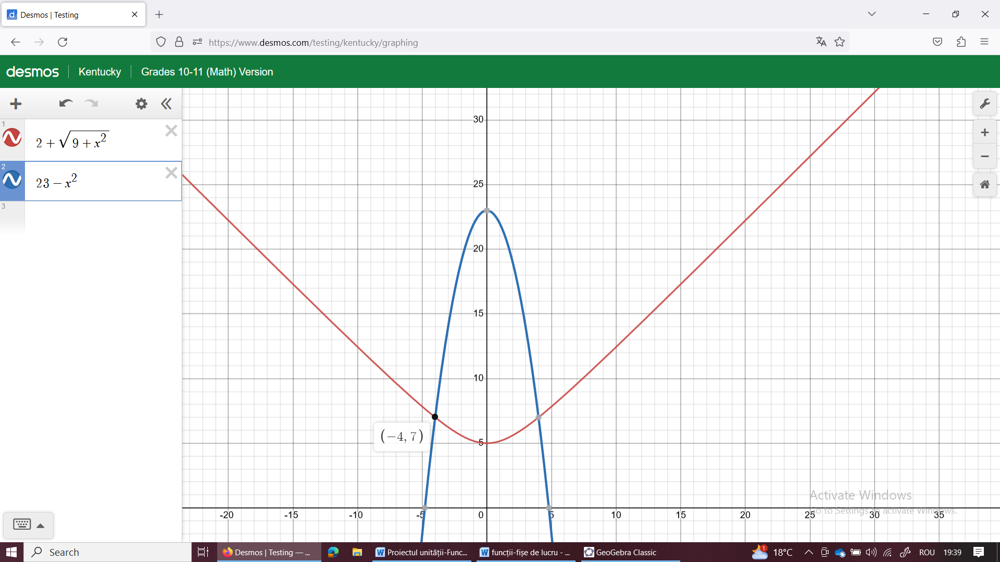 Desmos | Testing
https://www.desmos.com/testing/kentucky/graphing
desmos Kentucky Grades 10-11 (Math) Version
1
2 + √(9 + x²)
2
23 − x²
3
30
25
20
15
10
5
(−4, 7)
-20 -15 -10 -5 0 5 10 15 20 25 30 35
Activate Windows
Go to Settings to activate Windows.
Search
Desmos | Testing — ...
Proiectul unității-Func...
funcții-fișe de lucru - ...
GeoGebra Classic
1
18°C
ROU
19:39